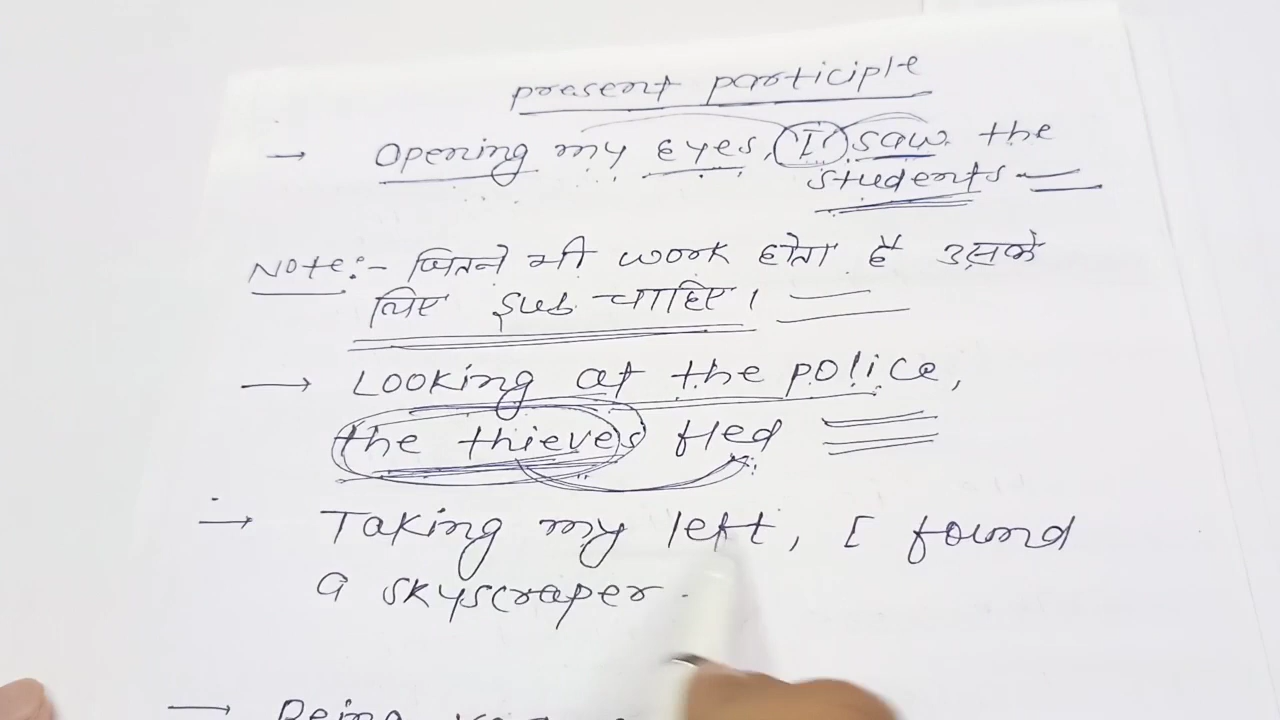 present participle
→ Opening my eyes, I saw the
students
Note:- जितने भी work होता है उसके
लिए sub चाहिए।
→ Looking at the police,
the thieves fled
→ Taking my left, I found
a skyscraper.
→ Being